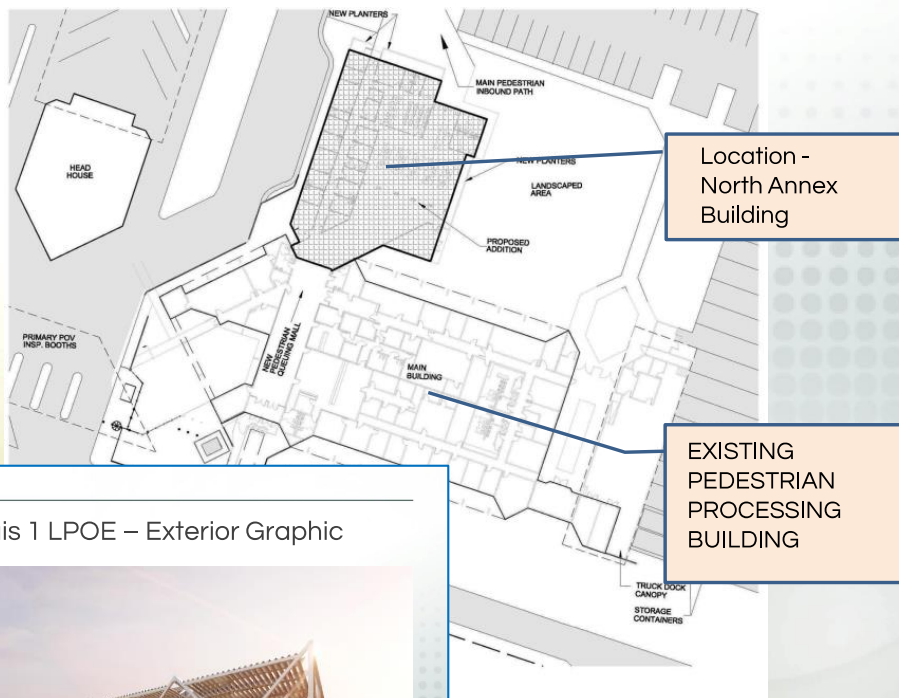 NEW PLANTERS
MAIN PEDESTRIAN
INBOUND PATH
HEAD
HOUSE
NEW PLANTERS
LANDSCAPED
AREA
Location -
North Annex
Building
PROPOSED
ADDITION
PRIMARY POV
INSP. BOOTHS
NEW
PEDESTRIAN
QUEUING MALL
MAIN
BUILDING
EXISTING
PEDESTRIAN
PROCESSING
BUILDING
is 1 LPOE – Exterior Graphic
TRUCK DOCK
CANOPY
STORAGE
CONTAINERS